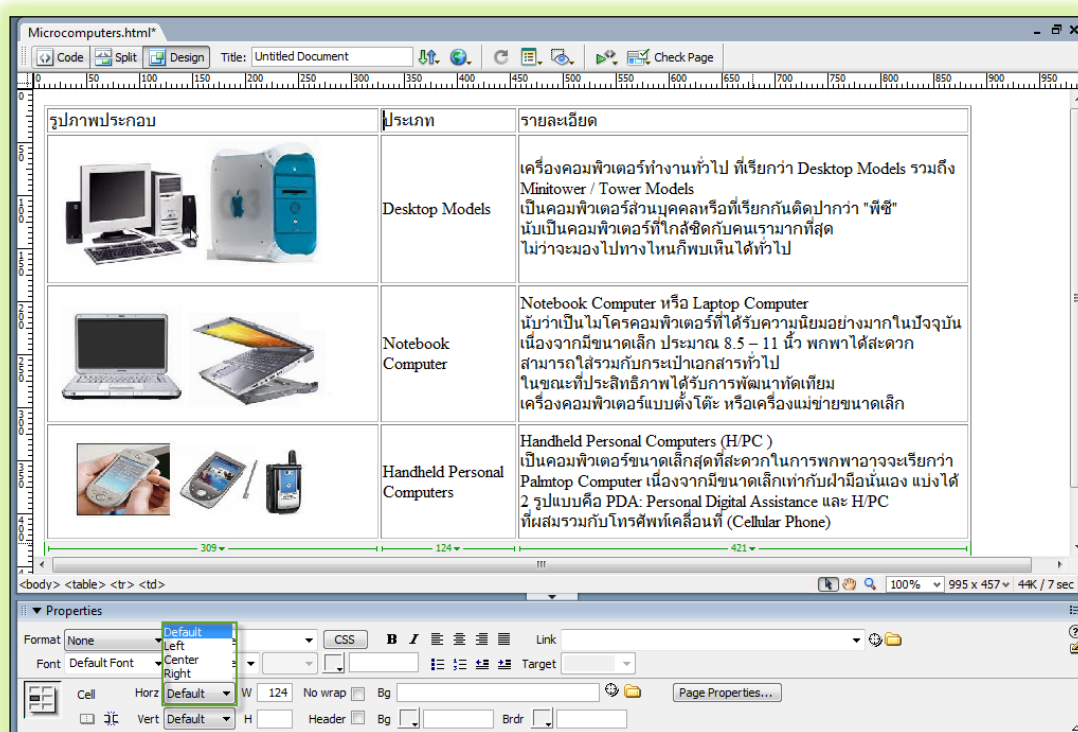 Microcomputers.html*
Code Split Design Title: Untitled Document Check Page
0 50 100 150 200 250 300 350 400 450 500 550 600 650 700 750 800 850 900 950
รูปภาพประกอบ ประเภท รายละเอียด
Desktop Models
เครื่องคอมพิวเตอร์ทำงานทั่วไป ที่เรียกว่า Desktop Models รวมถึง
Minitower / Tower Models
เป็นคอมพิวเตอร์ส่วนบุคคลหรือที่เรียกกันติดปากว่า "พีซี"
นับเป็นคอมพิวเตอร์ที่ใกล้ชิดกับคนเรามากที่สุด
ไม่ว่าจะมองไปทางไหนก็พบเห็นได้ทั่วไป
Notebook
Computer
Notebook Computer หรือ Laptop Computer
นับว่าเป็นไมโครคอมพิวเตอร์ที่ได้รับความนิยมอย่างมากในปัจจุบัน
เนื่องจากมีขนาดเล็ก ประมาณ 8.5 – 11 นิ้ว พกพาได้สะดวก
สามารถใส่รวมกับกระเป๋าเอกสารทั่วไป
ในขณะที่ประสิทธิภาพได้รับการพัฒนาทัดเทียม
เครื่องคอมพิวเตอร์แบบตั้งโต๊ะ หรือเครื่องแม่ข่ายขนาดเล็ก
Handheld Personal
Computers
Handheld Personal Computers (H/PC )
เป็นคอมพิวเตอร์ขนาดเล็กสุดที่สะดวกในการพกพาอาจจะเรียกว่า
Palmtop Computer เนื่องจากมีขนาดเล็กเท่ากับฝ่ามือนั่นเอง แบ่งได้
2 รูปแบบคือ PDA: Personal Digital Assistance และ H/PC
ที่ผสมรวมกับโทรศัพท์เคลื่อนที่ (Cellular Phone)
309 124 421
<body> <table> <tr> <td> 100% 995 x 457 44K / 7 sec
Properties
Format None CSS B I Link
Default
Left
Center
Right
Font Default Font Target
Cell Horz Default W 124 No wrap Bg Page Properties...
Vert Default H Header Bg Brdr